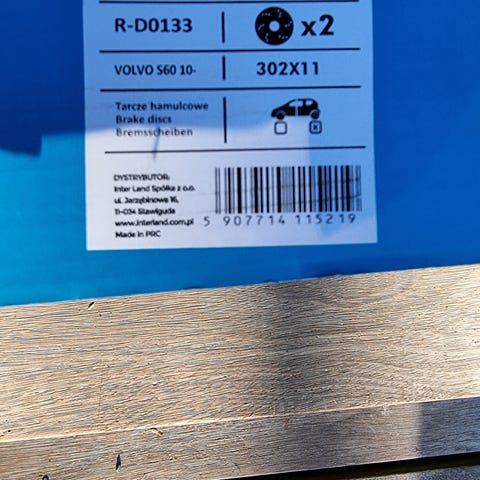 R-D0133 x2
VOLVO S60 10- 302X11
Tarcze hamulcowe
Brake discs
Bremsscheiben
DYSTRYBUTOR:
Inter Land Spółka z o.o.
ul. Jarzębinowa 16,
11-034 Stawiguda
www.interland.com.pl
Made in PRC
5 907714 115219